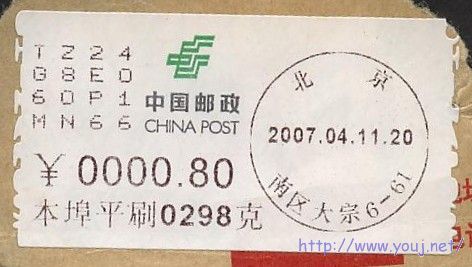 TZ24
G8E0
60P1
MN66
中国邮政
CHINA POST
¥ 0000.80
本埠平刷0298克
北 京
2007.04.11.20
南区大宗6-61
http://www.youj.net/